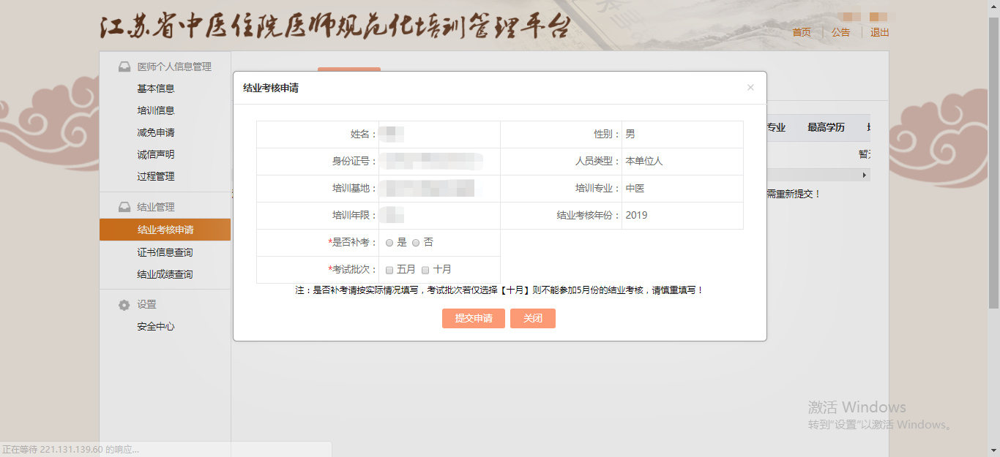 江苏省中医住院医师规范化培训管理平台
首页 公告 退出
医师个人信息管理
基本信息
培训信息
减免申请
诚信声明
过程管理
结业管理
结业考核申请
证书信息查询
结业成绩查询
设置
安全中心
结业考核申请 ×
姓名： 性别： 男
身份证号： 人员类型： 本单位人
培训基地： 培训专业： 中医
培训年限： 结业考核年份： 2019
*是否补考： 是 否
*考试批次： 五月 十月
注：是否补考请按实际情况填写，考试批次若仅选择【十月】则不能参加5月份的结业考核，请慎重填写！
提交申请 关闭
专业 最高学历
暂
需重新提交！
激活 Windows
转到"设置"以激活 Windows。
正在等待 221.131.139.60 的响应...